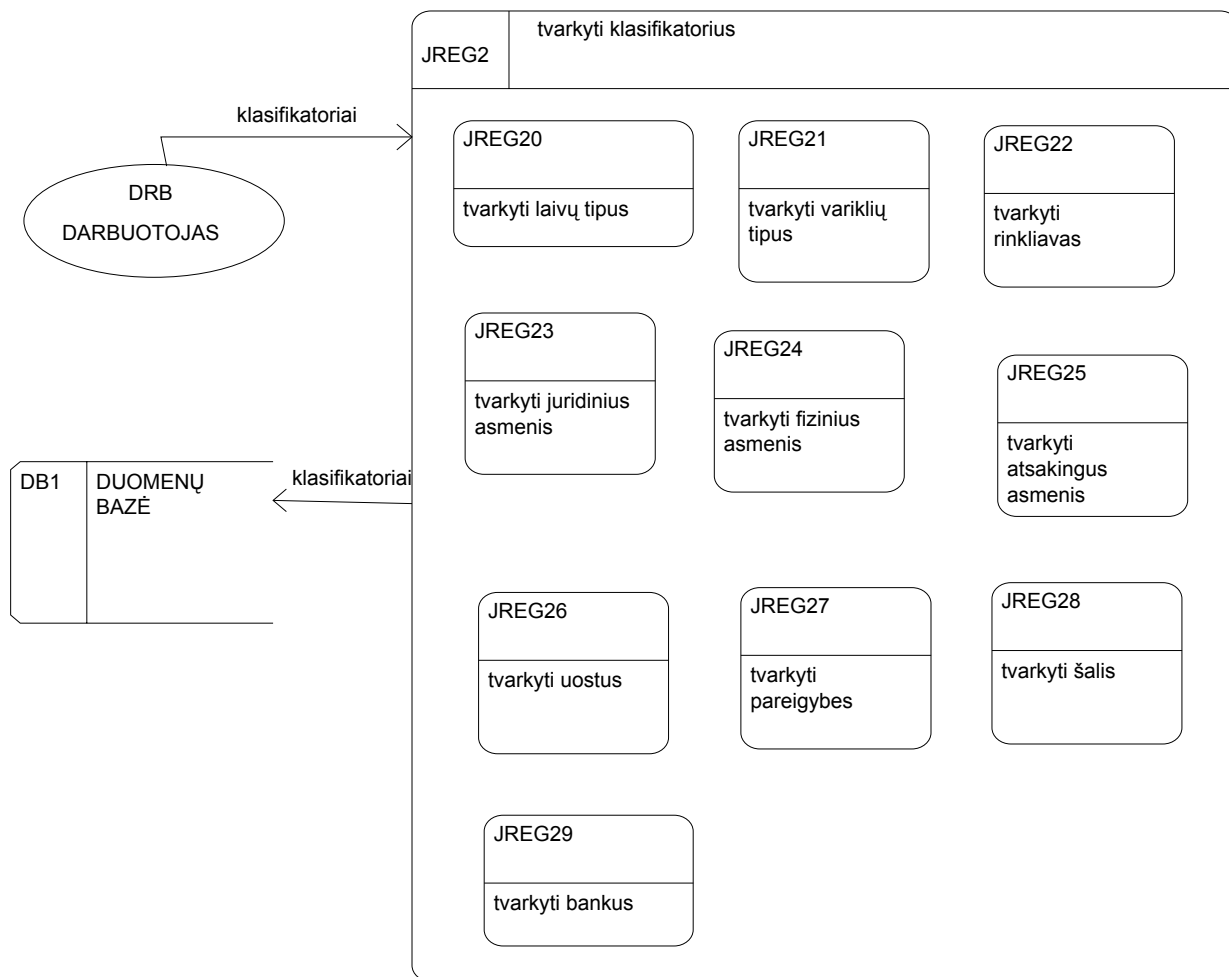 JREG2
tvarkyti klasifikatorius
klasifikatoriai
DRB
DARBUOTOJAS
JREG20
tvarkyti laivų tipus
JREG21
tvarkyti variklių
tipus
JREG22
tvarkyti
rinkliavas
JREG23
tvarkyti juridinius
asmenis
JREG24
tvarkyti fizinius
asmenis
JREG25
tvarkyti
atsakingus
asmenis
DB1
DUOMENŲ
BAZĖ
klasifikatoriai
JREG26
tvarkyti uostus
JREG27
tvarkyti
pareigybes
JREG28
tvarkyti šalis
JREG29
tvarkyti bankus